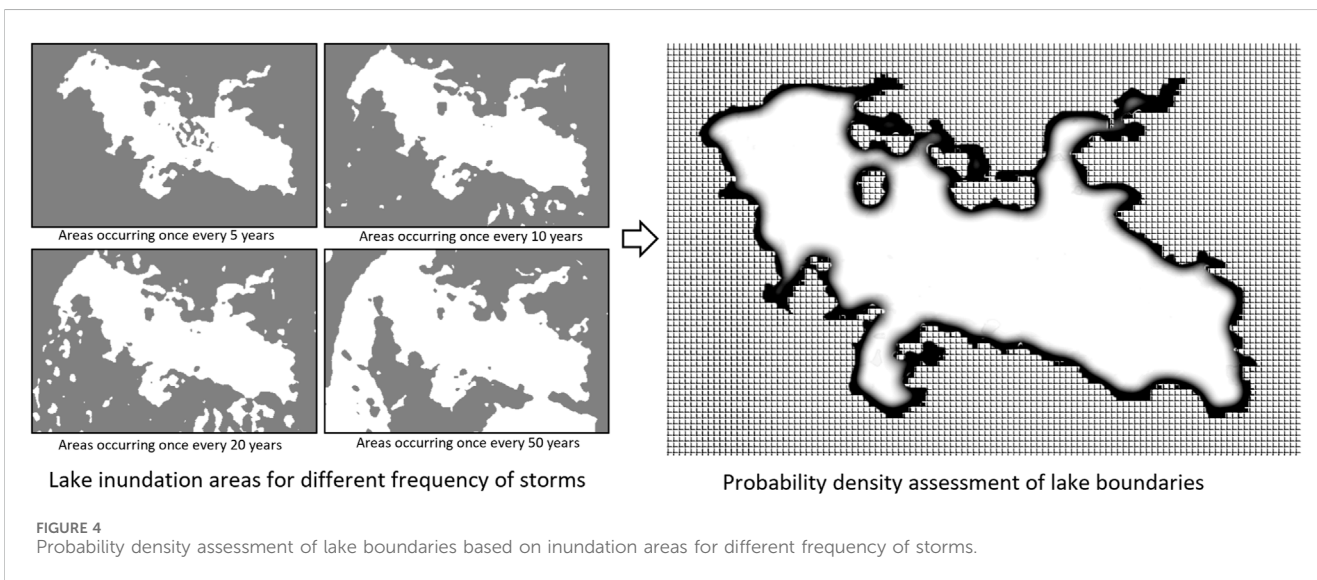 Areas occurring once every 5 years
Areas occurring once every 10 years
Areas occurring once every 20 years
Areas occurring once every 50 years
Lake inundation areas for different frequency of storms
Probability density assessment of lake boundaries
FIGURE 4
Probability density assessment of lake boundaries based on inundation areas for different frequency of storms.